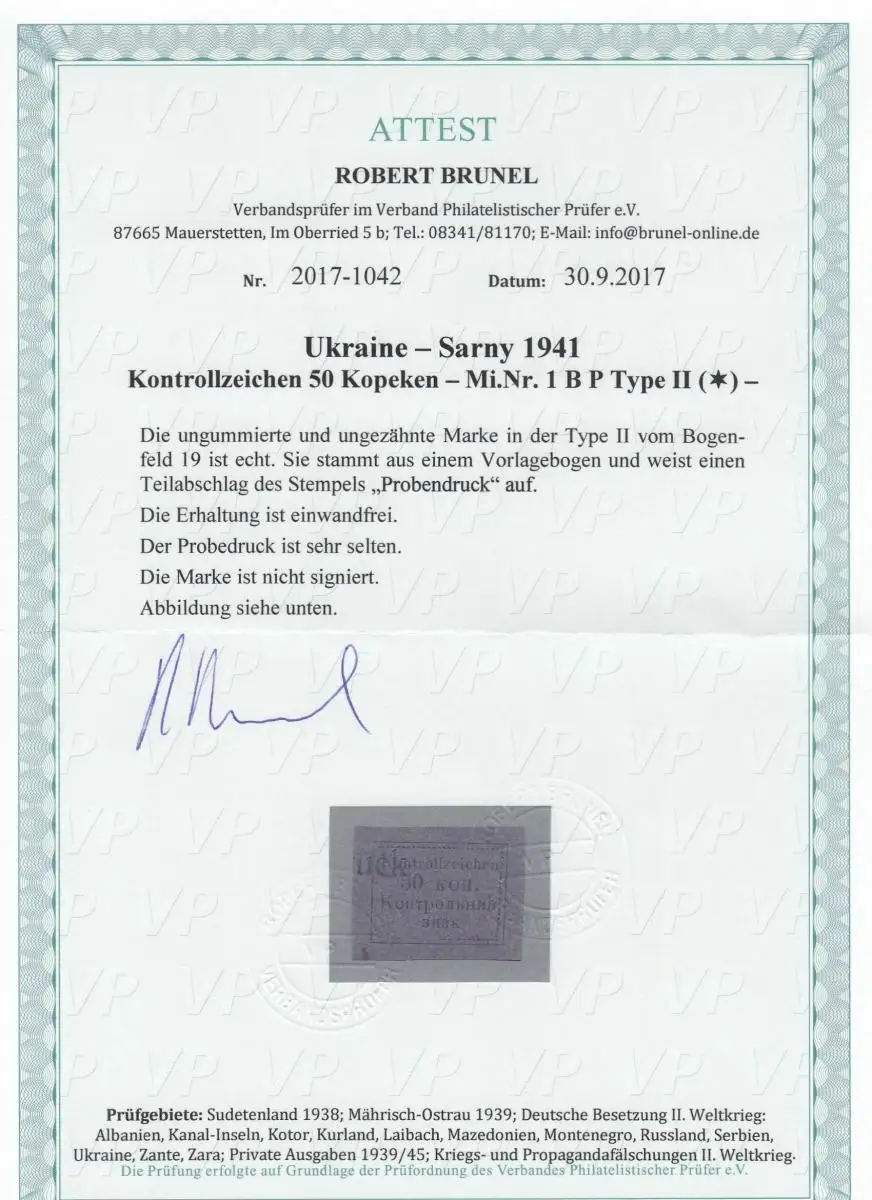 ATTEST
ROBERT BRUNEL
Verbandsprüfer im Verband Philatelistischer Prüfer e.V.
87665 Mauerstetten, Im Oberried 5 b; Tel.: 08341/81170; E-Mail: info@brunel-online.de
Nr. 2017-1042 Datum: 30.9.2017
Ukraine – Sarny 1941
Kontrollzeichen 50 Kopeken – Mi.Nr. 1 B P Type II (✶) –
Die ungummierte und ungezähnte Marke in der Type II vom Bogen-
feld 19 ist echt. Sie stammt aus einem Vorlagebogen und weist einen
Teilabschlag des Stempels „Probendruck“ auf.
Die Erhaltung ist einwandfrei.
Der Probedruck ist sehr selten.
Die Marke ist nicht signiert.
Abbildung siehe unten.
uck
Kontrollzeichen
50 коп.
Контрольний
знак
VERBANDSPRÜFER
Prüfgebiete: Sudetenland 1938; Mährisch-Ostrau 1939; Deutsche Besetzung II. Weltkrieg:
Albanien, Kanal-Inseln, Kotor, Kurland, Laibach, Mazedonien, Montenegro, Russland, Serbien,
Ukraine, Zante, Zara; Private Ausgaben 1939/45; Kriegs- und Propagandafälschungen II. Weltkrieg.
Die Prüfung erfolgte auf Grundlage der Prüfordnung des Verbandes Philatelistischer Prüfer e.V.